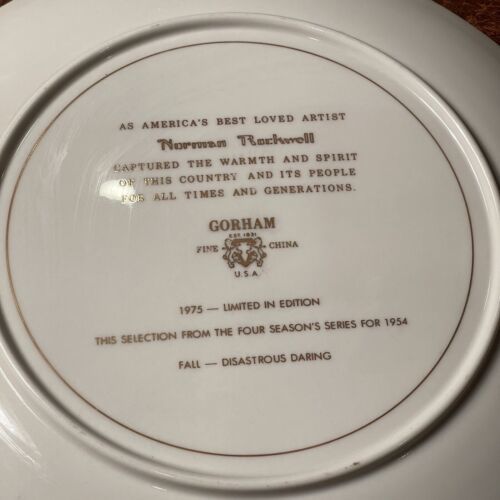 AS AMERICA'S BEST LOVED ARTIST
Norman Rockwell
CAPTURED THE WARMTH AND SPIRIT
OF THIS COUNTRY AND ITS PEOPLE
FOR ALL TIMES AND GENERATIONS.
GORHAM
EST. 1831
FINE CHINA
U.S.A.
1975 — LIMITED IN EDITION
THIS SELECTION FROM THE FOUR SEASON'S SERIES FOR 1954
FALL — DISASTROUS DARING